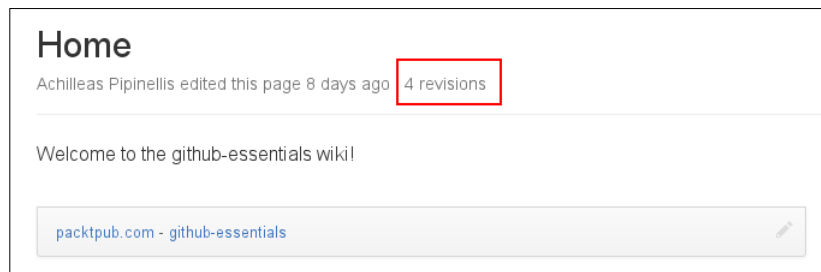 Home
Achilleas Pipinellis edited this page 8 days ago 4 revisions
Welcome to the github-essentials wiki!
packtpub.com - github-essentials